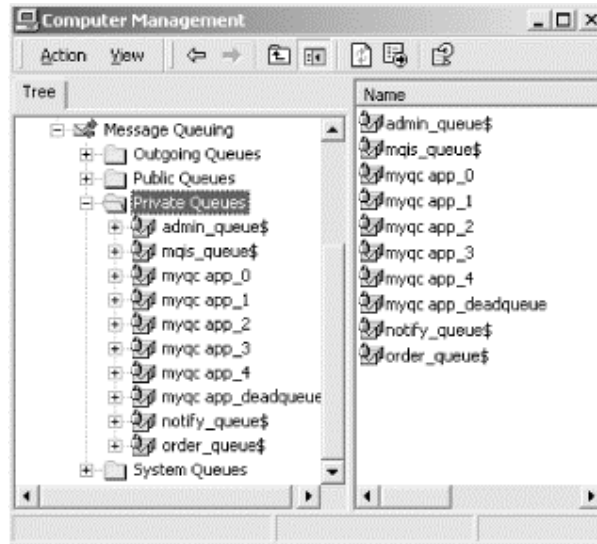 Computer Management
Action View
Tree
Message Queuing
Outgoing Queues
Public Queues
Private Queues
admin_queue$
mqis_queue$
myqc app_0
myqc app_1
myqc app_2
myqc app_3
myqc app_4
myqc app_deadqueue
notify_queue$
order_queue$
System Queues
Name
admin_queue$
mqis_queue$
myqc app_0
myqc app_1
myqc app_2
myqc app_3
myqc app_4
myqc app_deadqueue
notify_queue$
order_queue$